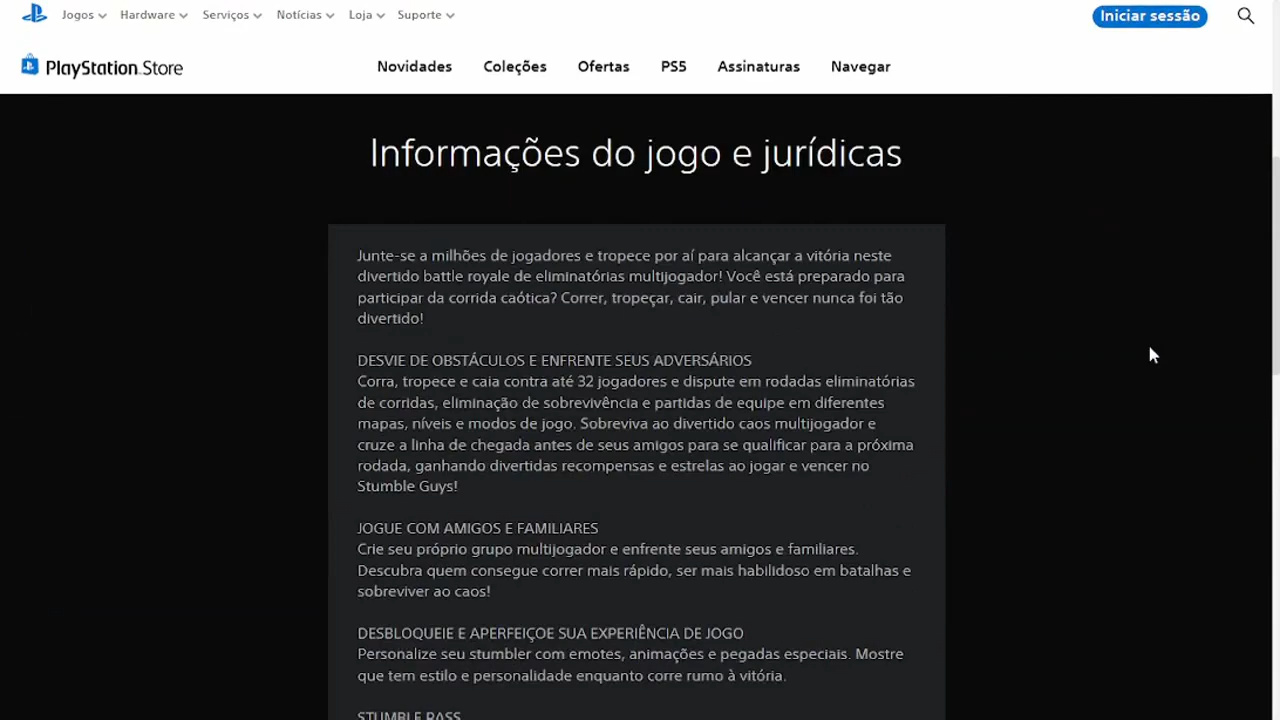 Jogos Hardware Serviços Notícias Loja Suporte Iniciar sessão
PlayStation Store Novidades Coleções Ofertas PS5 Assinaturas Navegar
Informações do jogo e jurídicas
Junte-se a milhões de jogadores e tropece por aí para alcançar a vitória neste
divertido battle royale de eliminatórias multijogador! Você está preparado para
participar da corrida caótica? Correr, tropeçar, cair, pular e vencer nunca foi tão
divertido!
DESVIE DE OBSTÁCULOS E ENFRENTE SEUS ADVERSÁRIOS
Corra, tropece e caia contra até 32 jogadores e dispute em rodadas eliminatórias
de corridas, eliminação de sobrevivência e partidas de equipe em diferentes
mapas, níveis e modos de jogo. Sobreviva ao divertido caos multijogador e
cruze a linha de chegada antes de seus amigos para se qualificar para a próxima
rodada, ganhando divertidas recompensas e estrelas ao jogar e vencer no
Stumble Guys!
JOGUE COM AMIGOS E FAMILIARES
Crie seu próprio grupo multijogador e enfrente seus amigos e familiares.
Descubra quem consegue correr mais rápido, ser mais habilidoso em batalhas e
sobreviver ao caos!
DESBLOQUEIE E APERFEIÇOE SUA EXPERIÊNCIA DE JOGO
Personalize seu stumbler com emotes, animações e pegadas especiais. Mostre
que tem estilo e personalidade enquanto corre rumo à vitória.
STUMBLE PASS